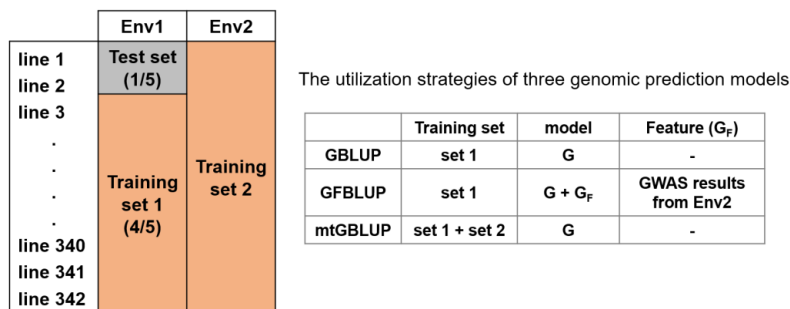 Env1 Env2
line 1
line 2
line 3
.
.
.
.
line 340
line 341
line 342
Test set
(1/5)
Training
set 1
(4/5)
Training
set 2
The utilization strategies of three genomic prediction models
Training set model Feature (GF)
GBLUP set 1 G -
GFBLUP set 1 G + GF GWAS results
from Env2
mtGBLUP set 1 + set 2 G -